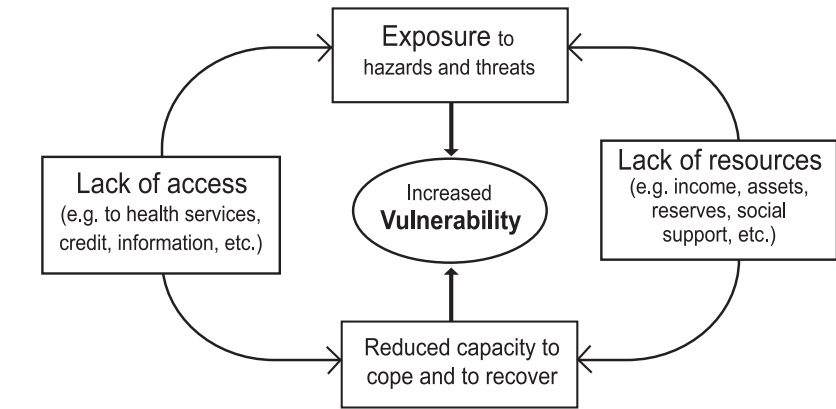 Exposure to
hazards and threats
Lack of access
(e.g. to health services,
credit, information, etc.)
Increased
Vulnerability
Lack of resources
(e.g. income, assets,
reserves, social
support, etc.)
Reduced capacity to
cope and to recover